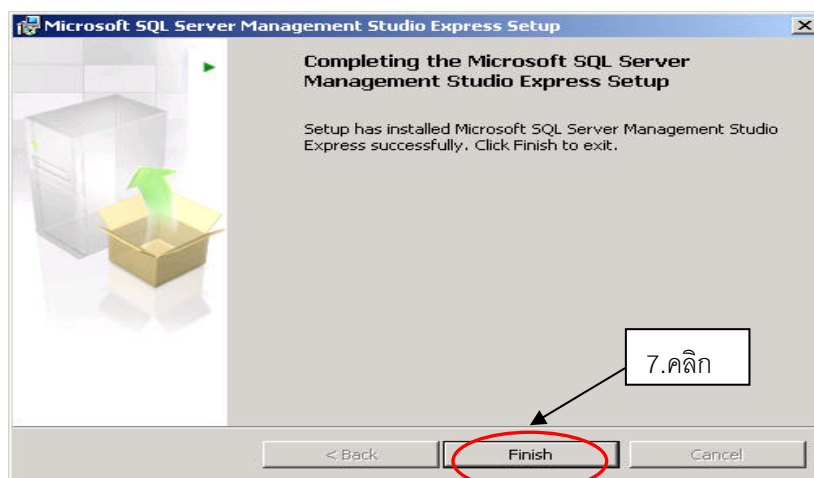 Microsoft SQL Server Management Studio Express Setup
Completing the Microsoft SQL Server
Management Studio Express Setup
Setup has installed Microsoft SQL Server Management Studio
Express successfully. Click Finish to exit.
7.คลิก
< Back
Finish
Cancel